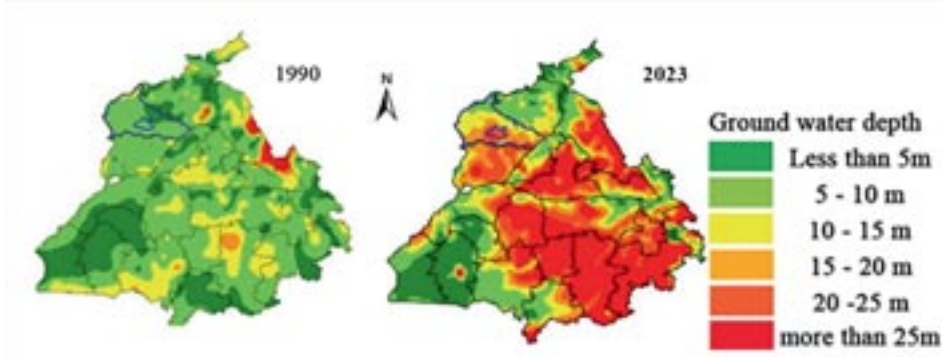 1990
N
2023
Ground water depth
Less than 5m
5 - 10 m
10 - 15 m
15 - 20 m
20 -25 m
more than 25m